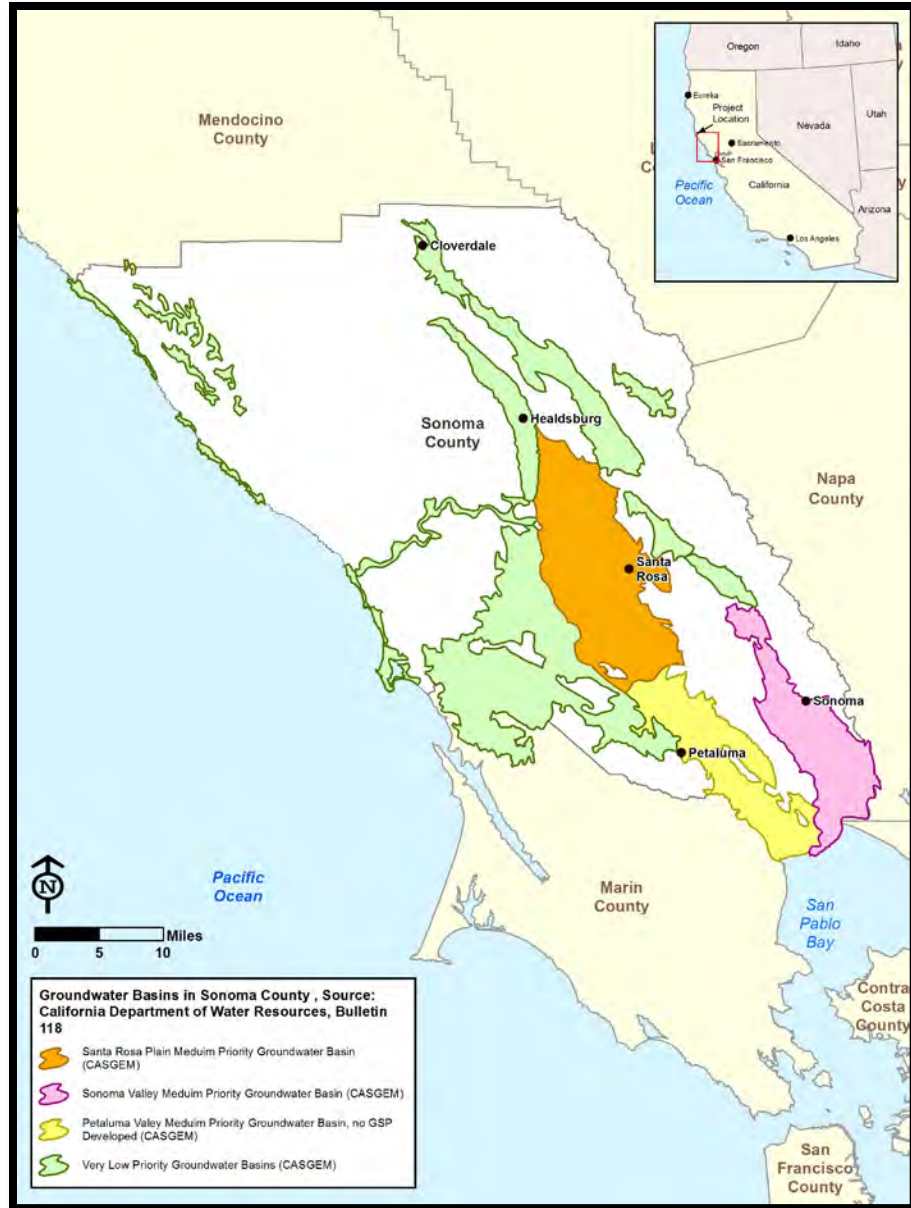 Oregon
Idaho
Eureka
Project
Location
Nevada
Utah
Sacramento
San Francisco
California
Pacific
Ocean
Arizona
Los Angeles
Mendocino
County
Cloverdale
Sonoma
County
Healdsburg
Napa
County
Santa
Rosa
Sonoma
Petaluma
N
Pacific
Ocean
Marin
County
San
Pablo
Bay
Miles
0 5 10
Contra
Costa
County
San
Francisco
County
Groundwater Basins in Sonoma County , Source:
California Department of Water Resources, Bulletin
118
Santa Rosa Plain Meduim Priority Groundwater Basin
(CASGEM)
Sonoma Valley Meduim Priority Groundwater Basin (CASGEM)
Petaluma Valey Meduim Priority Groundwater Basin, no GSP
Developed (CASGEM)
Very Low Priority Groundwater Basins (CASGEM)